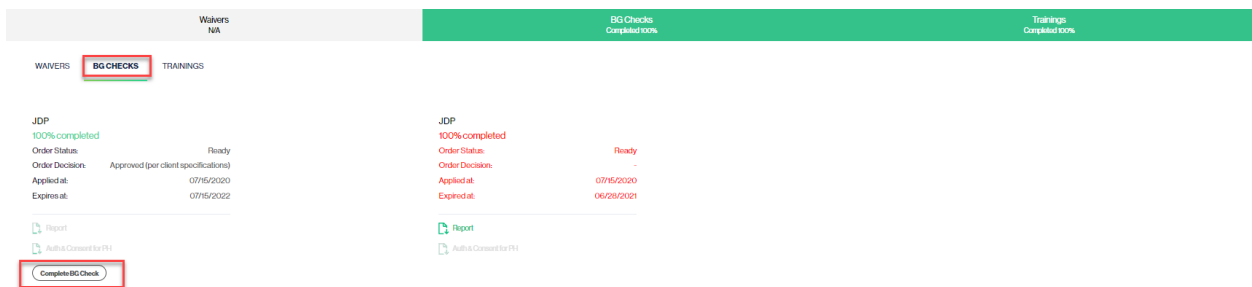 Waivers
N/A
BG Checks
Completed 100%
Trainings
Completed 100%
WAIVERS BG CHECKS TRAININGS
JDP
100% completed
Order Status: Ready
Order Decision: Approved (per client specifications)
Applied at: 07/15/2020
Expires at: 07/15/2022
Report
Auth & Consent for PH
Complete BG Check
JDP
100% completed
Order Status: Ready
Order Decision: -
Applied at: 07/15/2020
Expired at: 06/28/2021
Report
Auth & Consent for PH